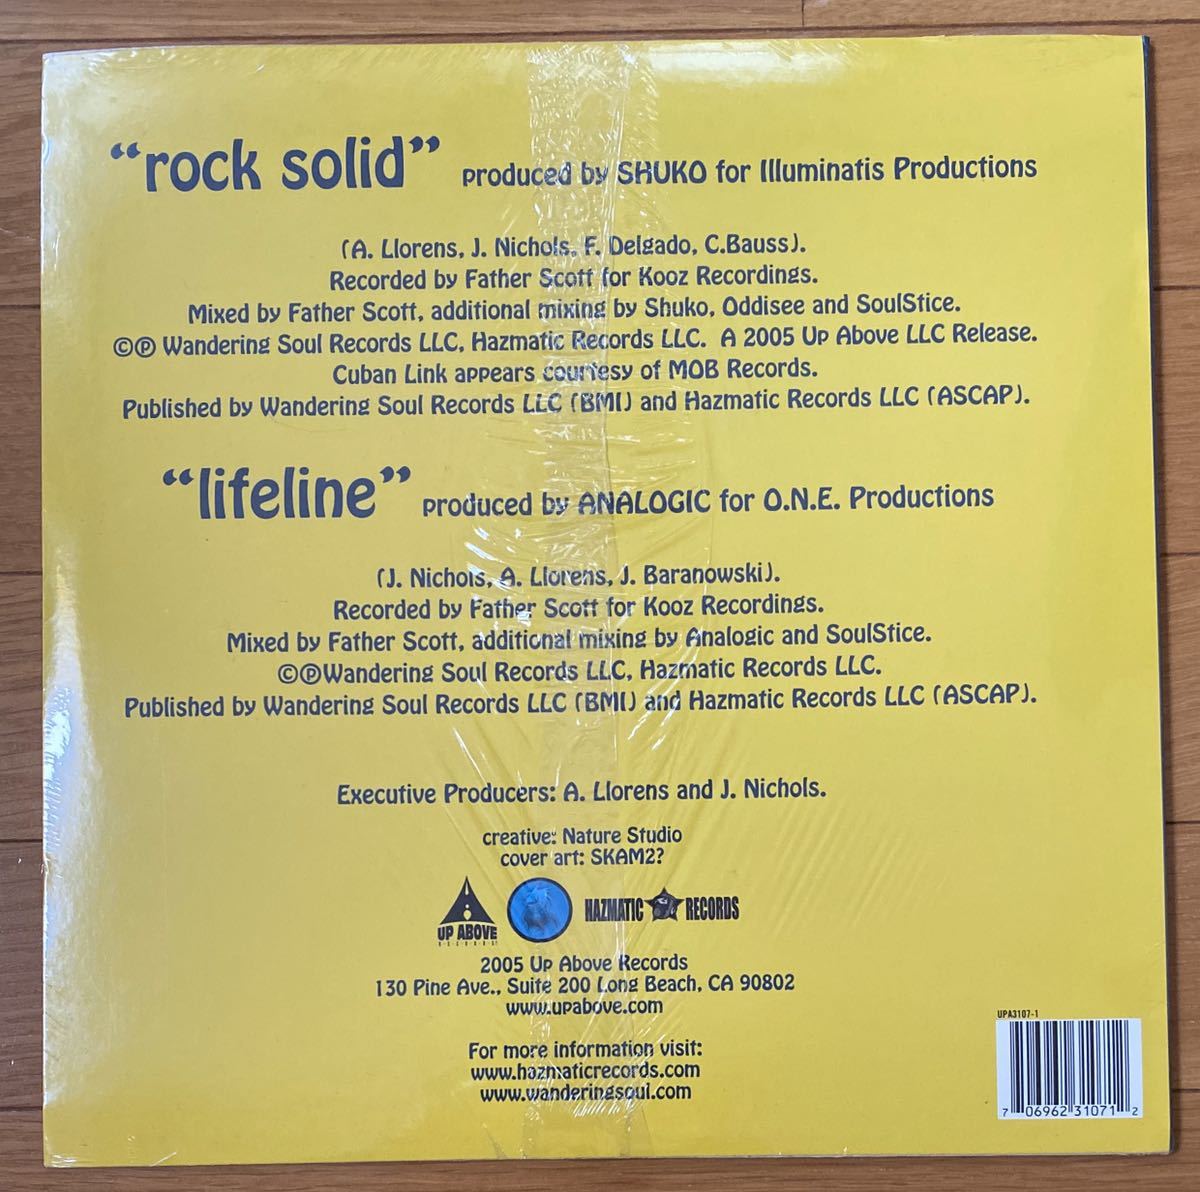 “rock solid” produced by SHUKO for Illuminatis Productions
(A. Llorens, J. Nichols, F. Delgado, C.Bauss).
Recorded by Father Scott for Kooz Recordings.
Mixed by Father Scott, additional mixing by Shuko, Oddisee and SoulStice.
©℗ Wandering Soul Records LLC, Hazmatic Records LLC. A 2005 Up Above LLC Release.
Cuban Link appears courtesy of MOB Records.
Published by Wandering Soul Records LLC (BMI) and Hazmatic Records LLC (ASCAP).
“lifeline” produced by ANALOGIC for O.N.E. Productions
(J. Nichols, A. Llorens, J. Baranowski).
Recorded by Father Scott for Kooz Recordings.
Mixed by Father Scott, additional mixing by Analogic and SoulStice.
©℗Wandering Soul Records LLC, Hazmatic Records LLC.
Published by Wandering Soul Records LLC (BMI) and Hazmatic Records LLC (ASCAP).
Executive Producers: A. Llorens and J. Nichols.
creative: Nature Studio
cover art: SKAM2?
UP ABOVE
RECORDS
HAZMATIC RECORDS
2005 Up Above Records
130 Pine Ave., Suite 200 Long Beach, CA 90802
www.upabove.com
For more information visit:
www.hazmaticrecords.com
www.wanderingsoul.com
UPA3107-1
7 06962 31071 2